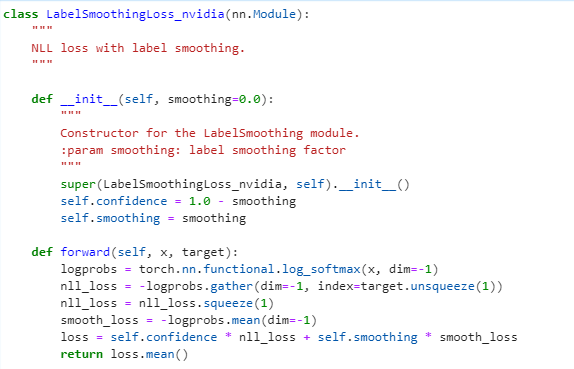 class LabelSmoothingLoss_nvidia(nn.Module):
    """
    NLL loss with label smoothing.
    """

    def __init__(self, smoothing=0.0):
        """
        Constructor for the LabelSmoothing module.
        :param smoothing: label smoothing factor
        """
        super(LabelSmoothingLoss_nvidia, self).__init__()
        self.confidence = 1.0 - smoothing
        self.smoothing = smoothing

    def forward(self, x, target):
        logprobs = torch.nn.functional.log_softmax(x, dim=-1)
        nll_loss = -logprobs.gather(dim=-1, index=target.unsqueeze(1))
        nll_loss = nll_loss.squeeze(1)
        smooth_loss = -logprobs.mean(dim=-1)
        loss = self.confidence * nll_loss + self.smoothing * smooth_loss
        return loss.mean()